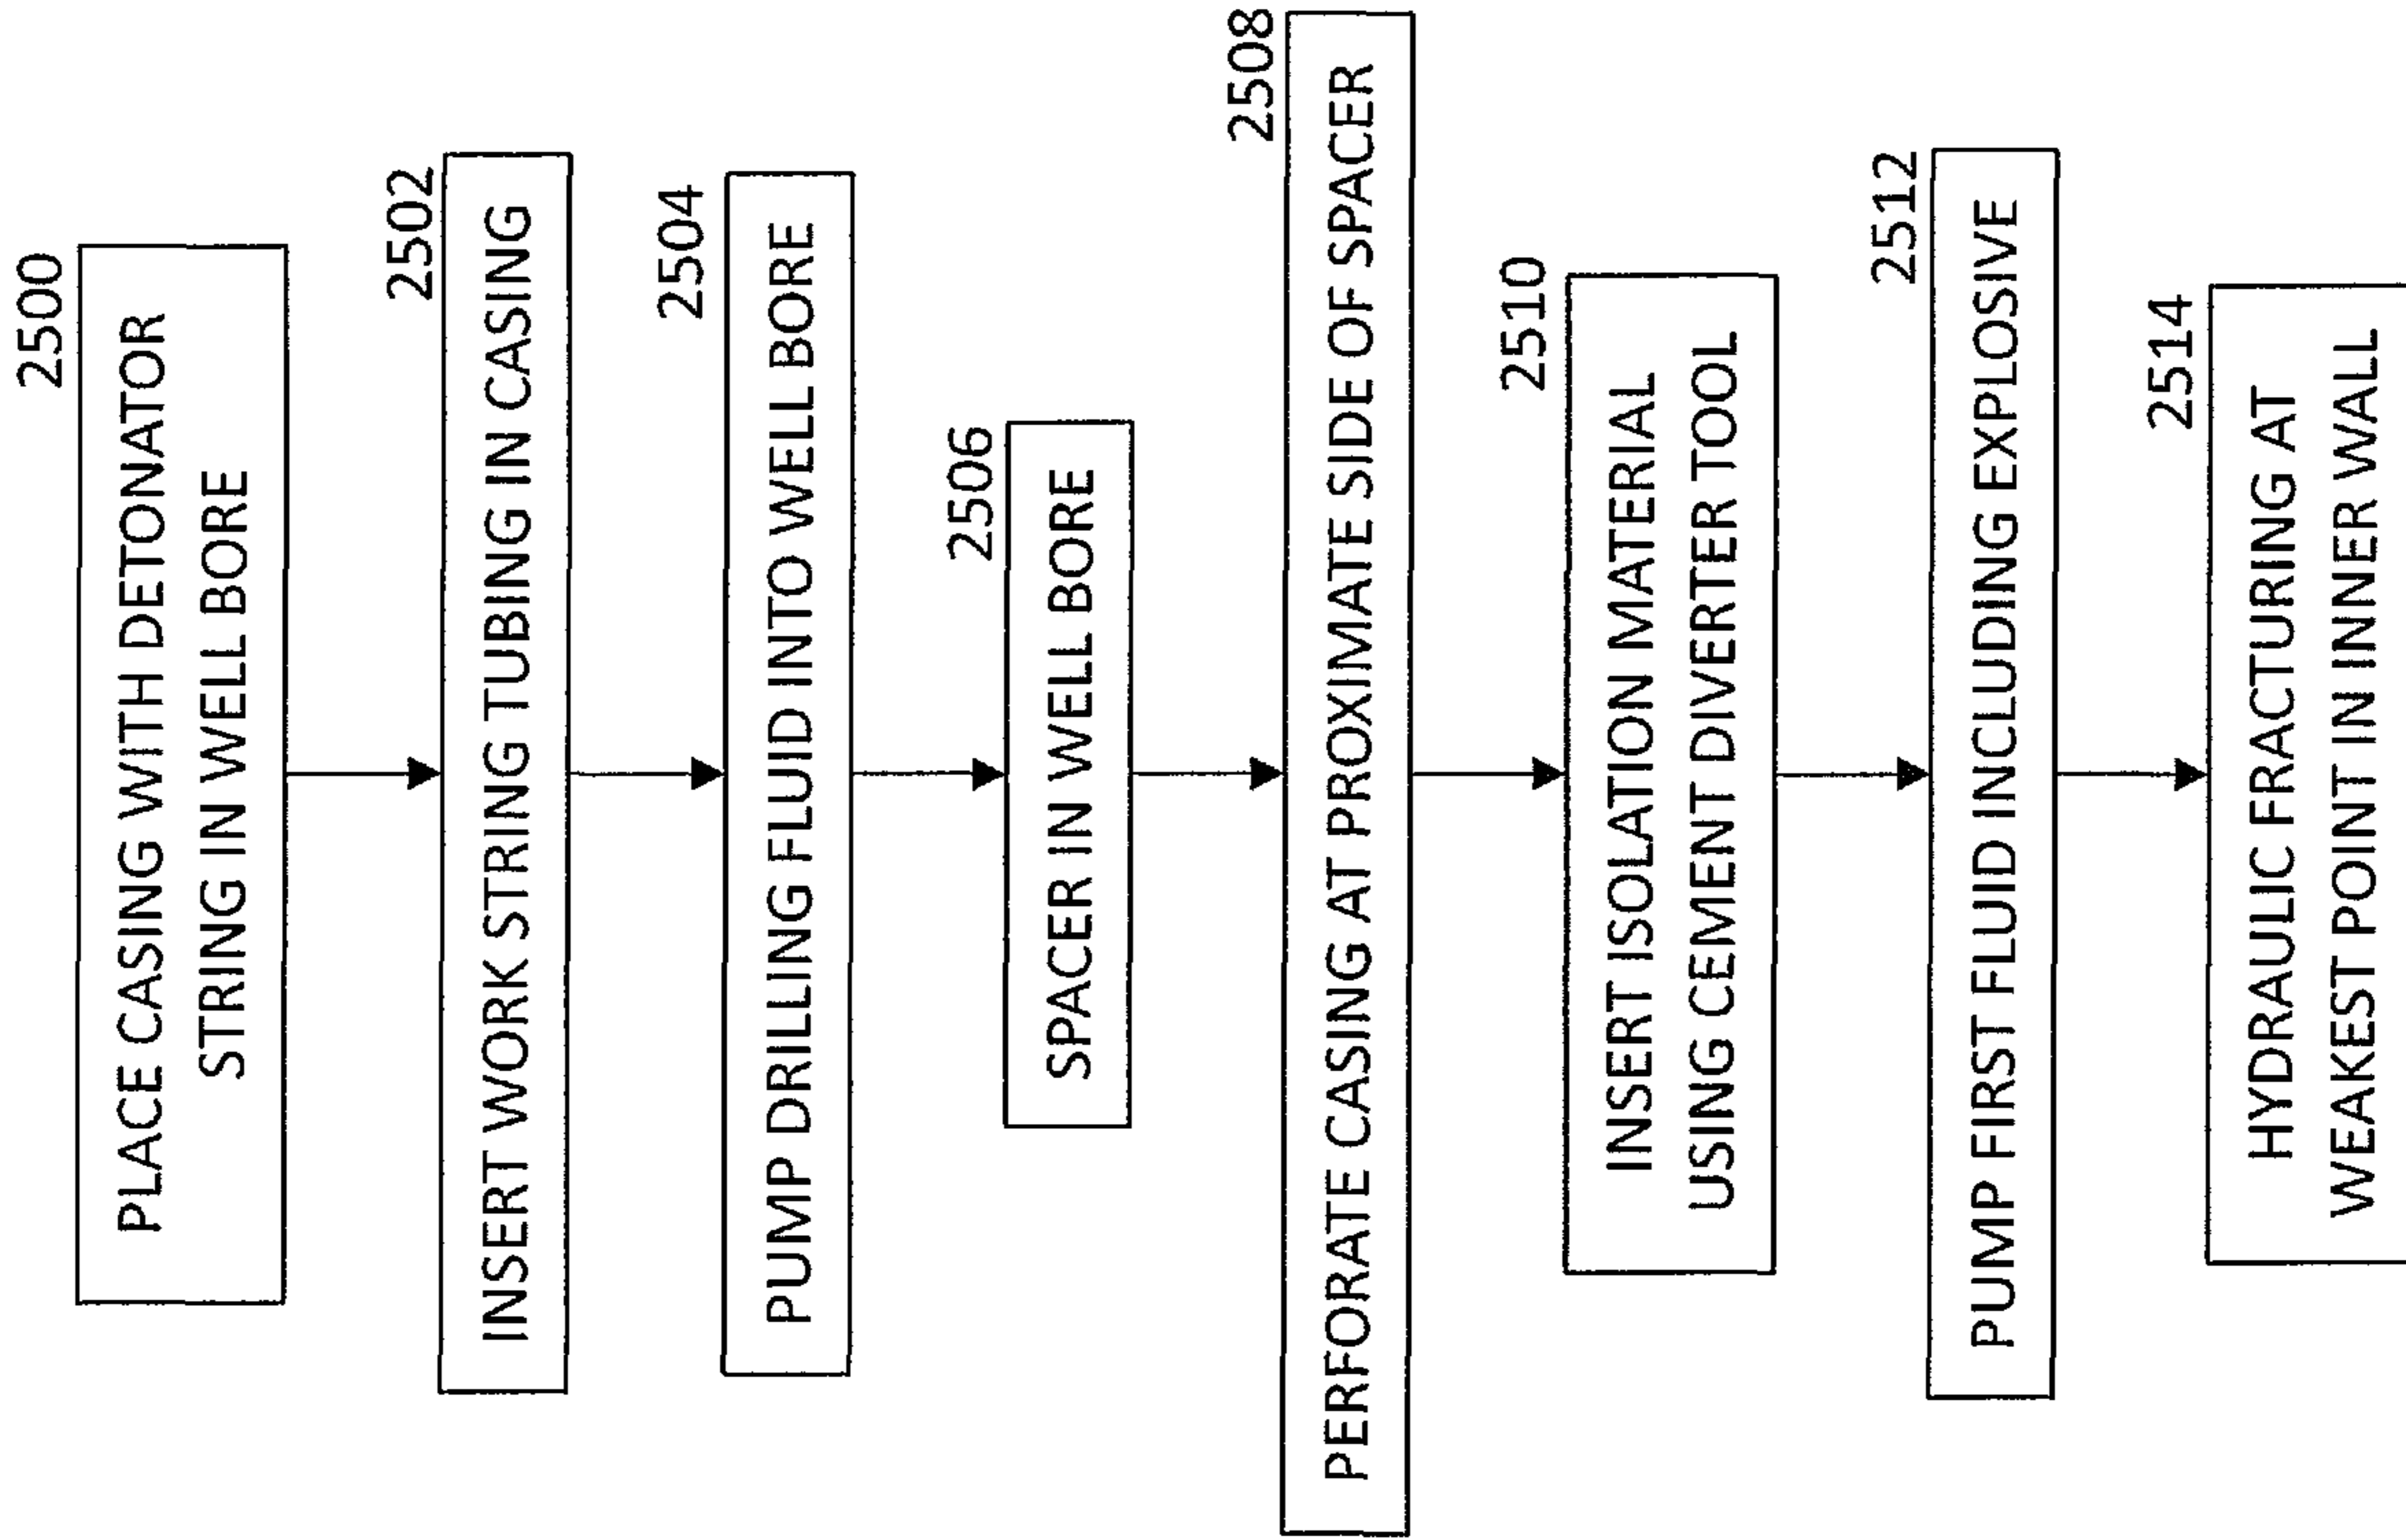 2500
PLACE CASING WITH DETONATOR
STRING IN WELL BORE
2502
INSERT WORK STRING TUBING IN CASING
2504
PUMP DRILLING FLUID INTO WELL BORE
2506
SPACER IN WELL BORE
2508
PERFORATE CASING AT PROXIMATE SIDE OF SPACER
2510
INSERT ISOLATION MATERIAL
USING CEMENT DIVERTER TOOL
2512
PUMP FIRST FLUID INCLUDING EXPLOSIVE
2514
HYDRAULIC FRACTURING AT
WEAKEST POINT IN INNER WALL